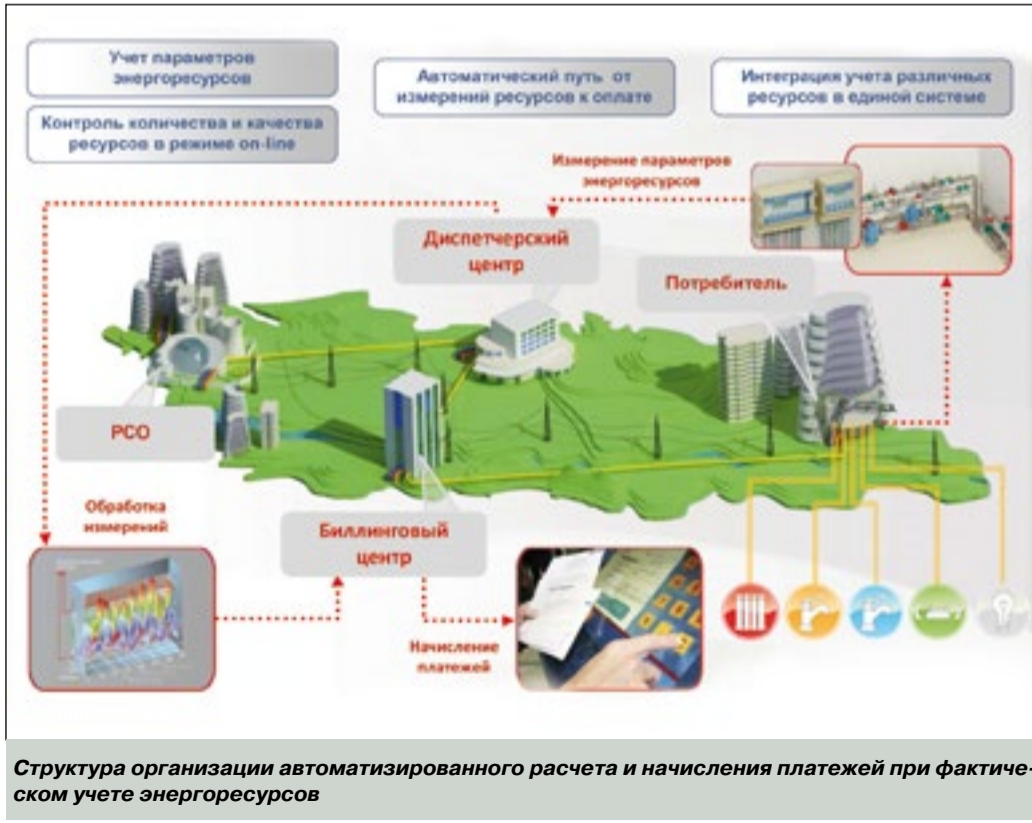 Учет параметров
энергоресурсов
Автоматический путь от
измерений ресурсов к оплате
Интеграция учета различных
ресурсов в единой системе
Контроль количества и качества
ресурсов в режиме on-line
Измерение параметров
энергоресурсов
Диспетчерский
центр
Потребитель
РСО
Обработка
измерений
Биллинговый
центр
Начисление
платежей
Структура организации автоматизированного расчета и начисления платежей при фактиче-
ском учете энергоресурсов